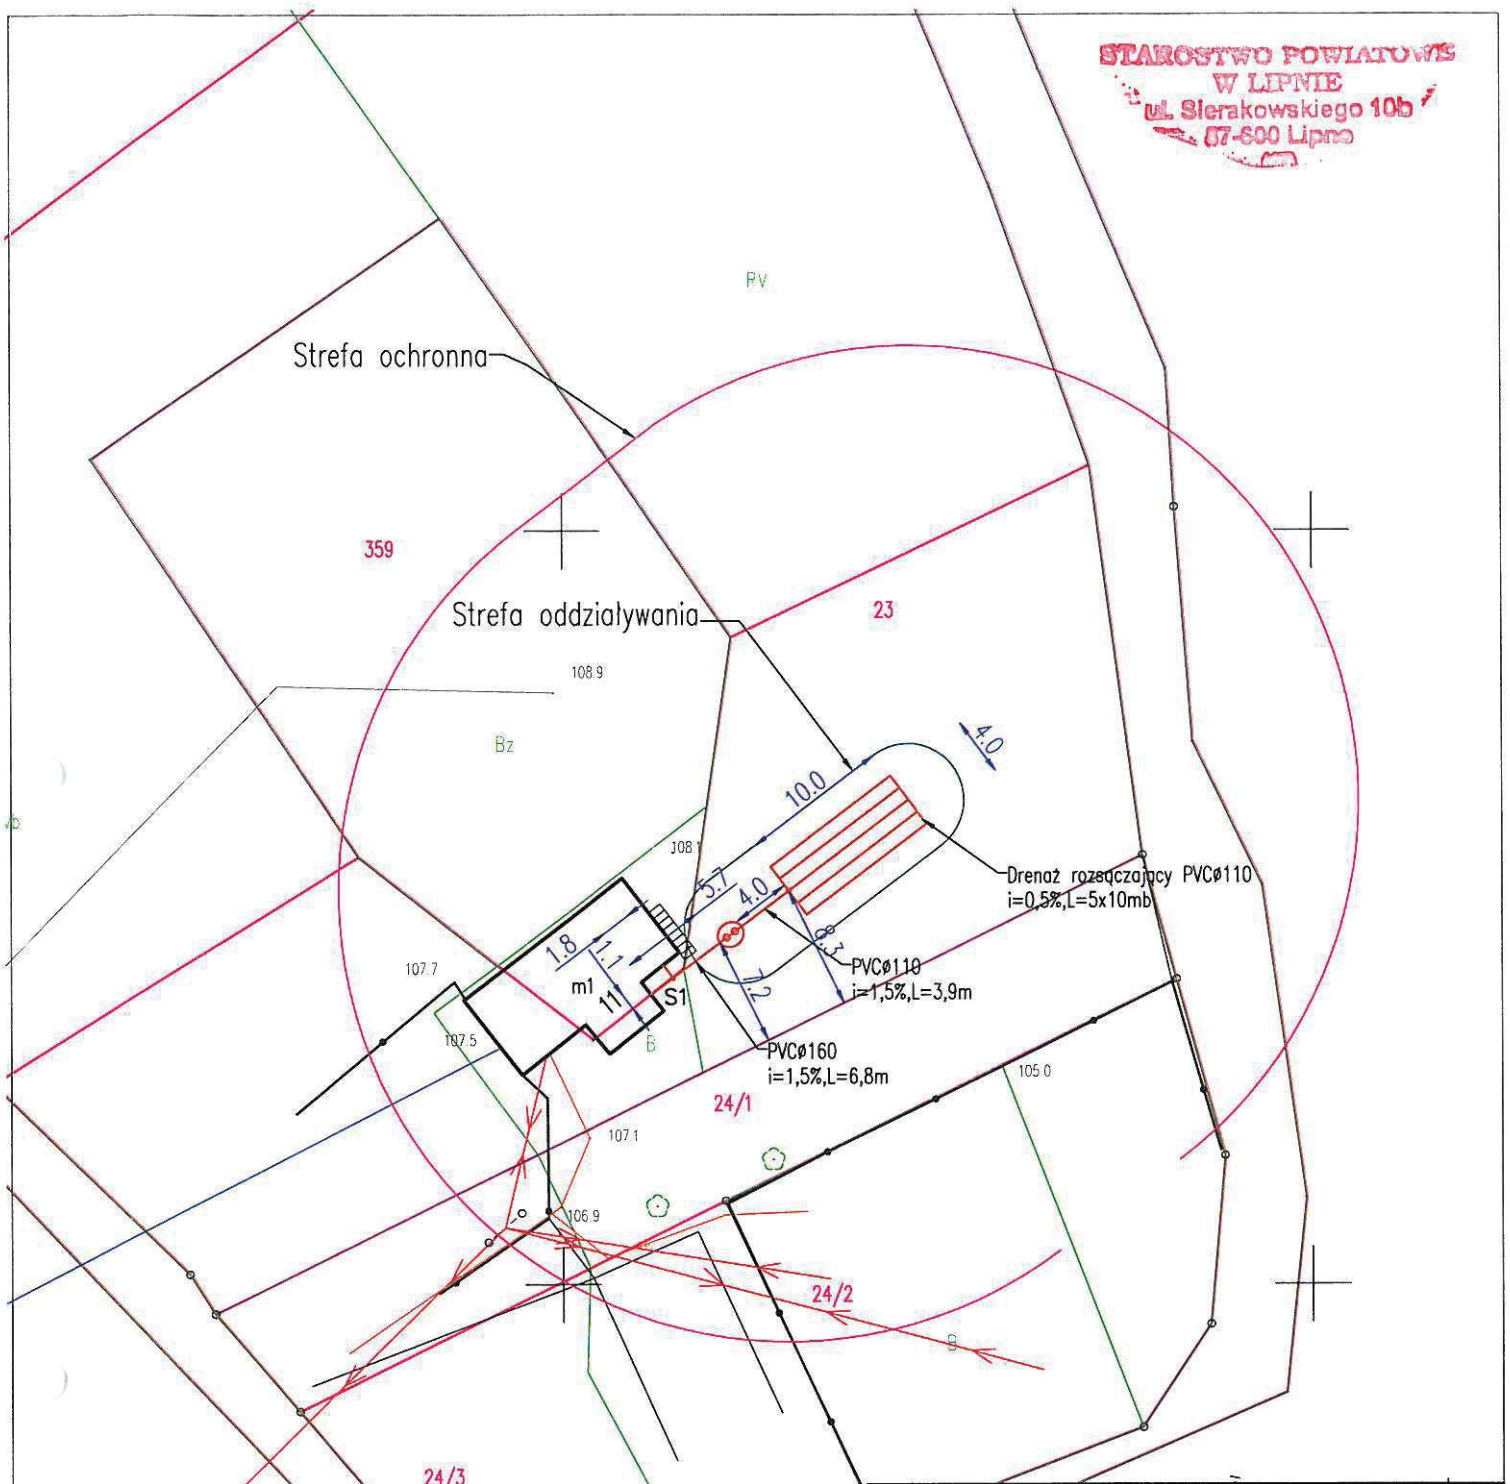 STAROSTWO POWIATOWE
W LIPNIE
ul. Sierakowskiego 10b
87-600 Lipno
RV
Strefa ochronna
359
Strefa oddziaływania
23
108.9
Bz
4.0
10.0
108.1
5.7
4.0
Drenaż rozsączający PVCø110
i=0,5%,L=5x10mb
1.8
1.1
8.3
107.7
m1
11
S1
7.2
PVCø110
i=1,5%,L=3,9m
107.5
B
PVCø160
i=1,5%,L=6,8m
105.0
24/1
107.1
106.9
24/2
B
24/3